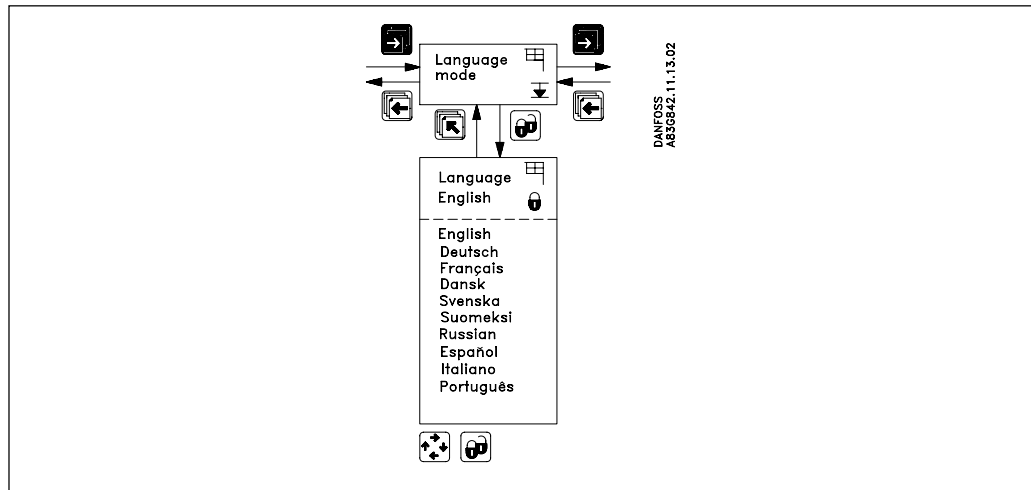 Language
mode
DANFOSS
A83G842.11.13.02
Language
English
English
Deutsch
Français
Dansk
Svenska
Suomeksi
Russian
Español
Italiano
Português